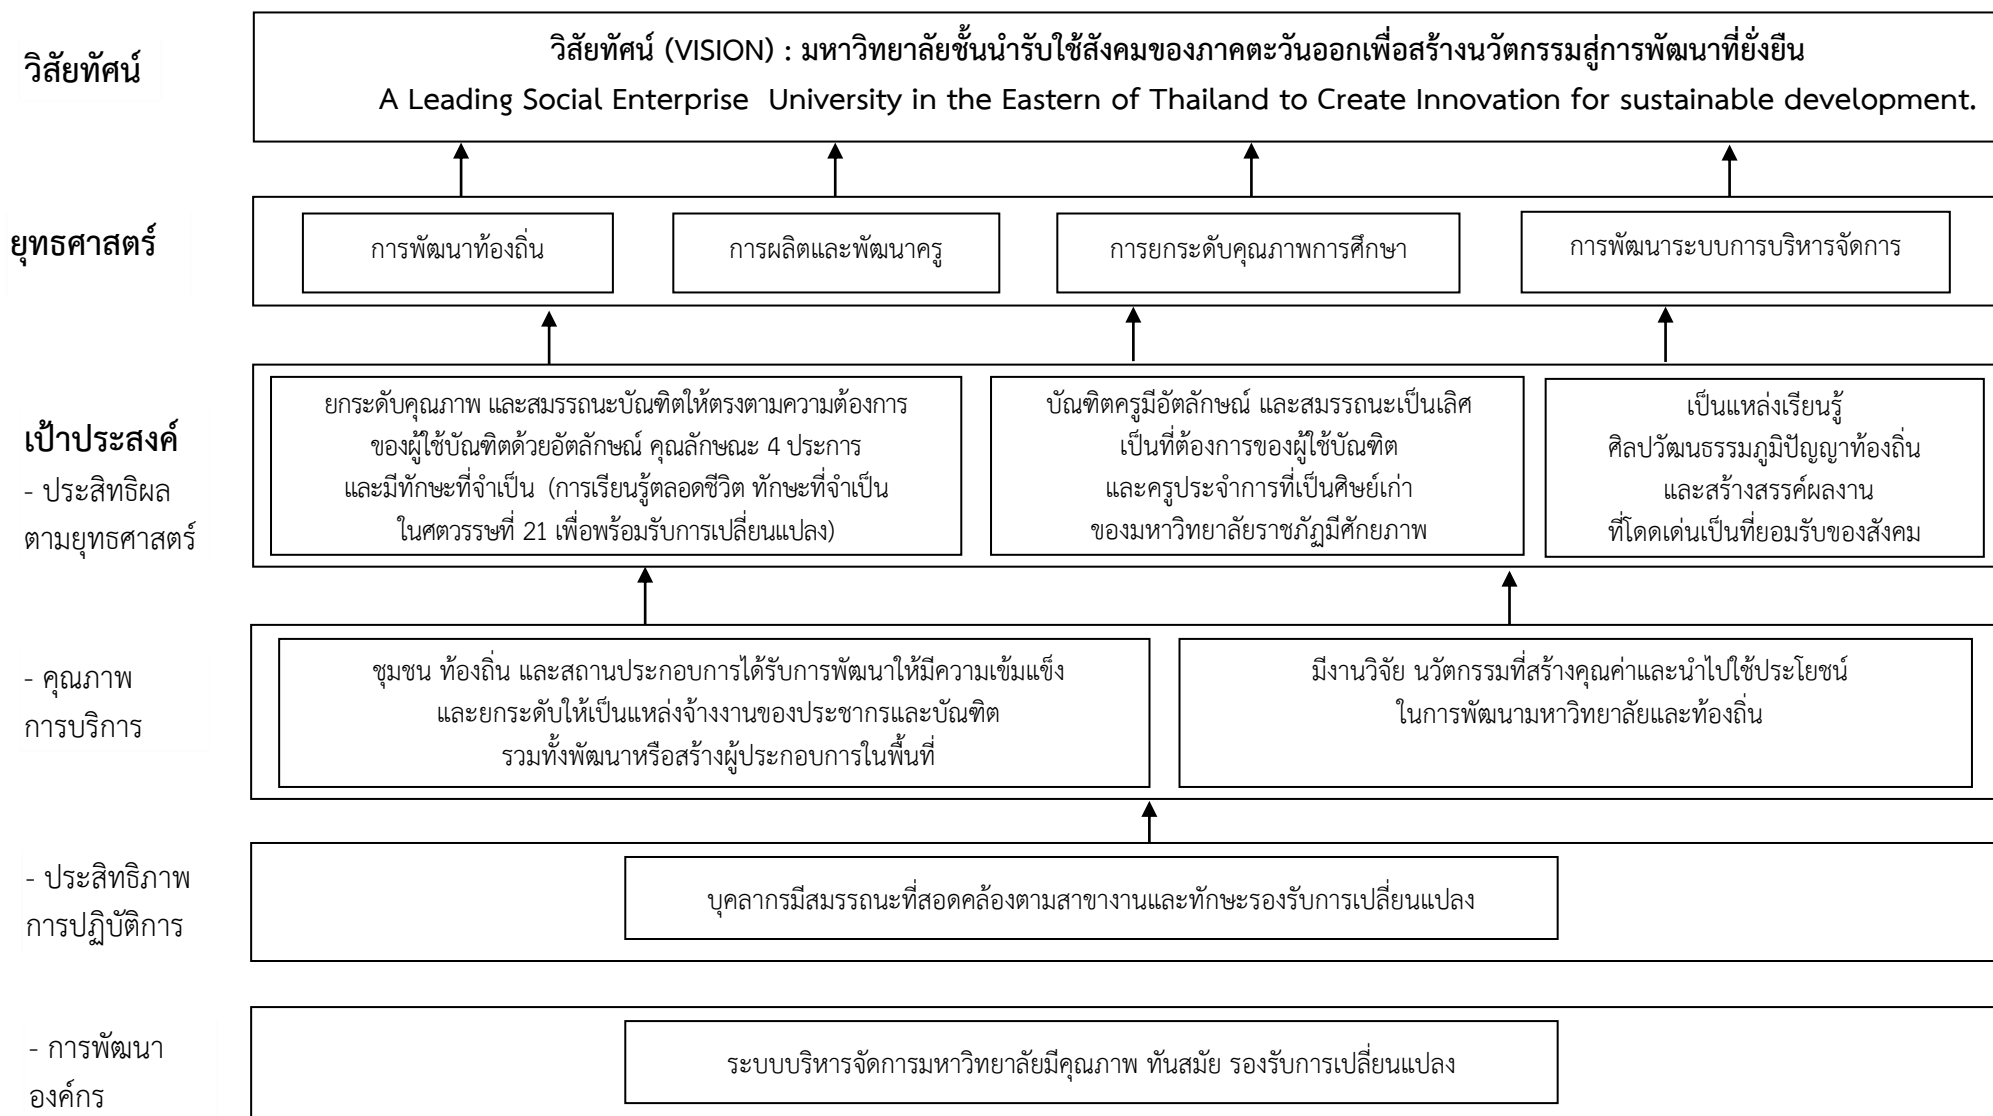 วิสัยทัศน์
วิสัยทัศน์ (VISION) : มหาวิทยาลัยชั้นนำรับใช้สังคมของภาคตะวันออกเพื่อสร้างนวัตกรรมสู่การพัฒนาที่ยั่งยืน
A Leading Social Enterprise University in the Eastern of Thailand to Create Innovation for sustainable development.
ยุทธศาสตร์
การพัฒนาท้องถิ่น
การผลิตและพัฒนาครู
การยกระดับคุณภาพการศึกษา
การพัฒนาระบบการบริหารจัดการ
เป้าประสงค์
- ประสิทธิผล
ตามยุทธศาสตร์
ยกระดับคุณภาพ และสมรรถนะบัณฑิตให้ตรงตามความต้องการ
ของผู้ใช้บัณฑิตด้วยอัตลักษณ์ คุณลักษณะ 4 ประการ
และมีทักษะที่จำเป็น (การเรียนรู้ตลอดชีวิต ทักษะที่จำเป็น
ในศตวรรษที่ 21 เพื่อพร้อมรับการเปลี่ยนแปลง)
บัณฑิตครูมีอัตลักษณ์ และสมรรถนะเป็นเลิศ
เป็นที่ต้องการของผู้ใช้บัณฑิต
และครูประจำการที่เป็นศิษย์เก่า
ของมหาวิทยาลัยราชภัฏมีศักยภาพ
เป็นแหล่งเรียนรู้
ศิลปวัฒนธรรมภูมิปัญญาท้องถิ่น
และสร้างสรรค์ผลงาน
ที่โดดเด่นเป็นที่ยอมรับของสังคม
- คุณภาพ
การบริการ
ชุมชน ท้องถิ่น และสถานประกอบการได้รับการพัฒนาให้มีความเข้มแข็ง
และยกระดับให้เป็นแหล่งจ้างงานของประชากรและบัณฑิต
รวมทั้งพัฒนาหรือสร้างผู้ประกอบการในพื้นที่
มีงานวิจัย นวัตกรรมที่สร้างคุณค่าและนำไปใช้ประโยชน์
ในการพัฒนามหาวิทยาลัยและท้องถิ่น
- ประสิทธิภาพ
การปฏิบัติการ
บุคลากรมีสมรรถนะที่สอดคล้องตามสาขางานและทักษะรองรับการเปลี่ยนแปลง
- การพัฒนา
องค์กร
ระบบบริหารจัดการมหาวิทยาลัยมีคุณภาพ ทันสมัย รองรับการเปลี่ยนแปลง